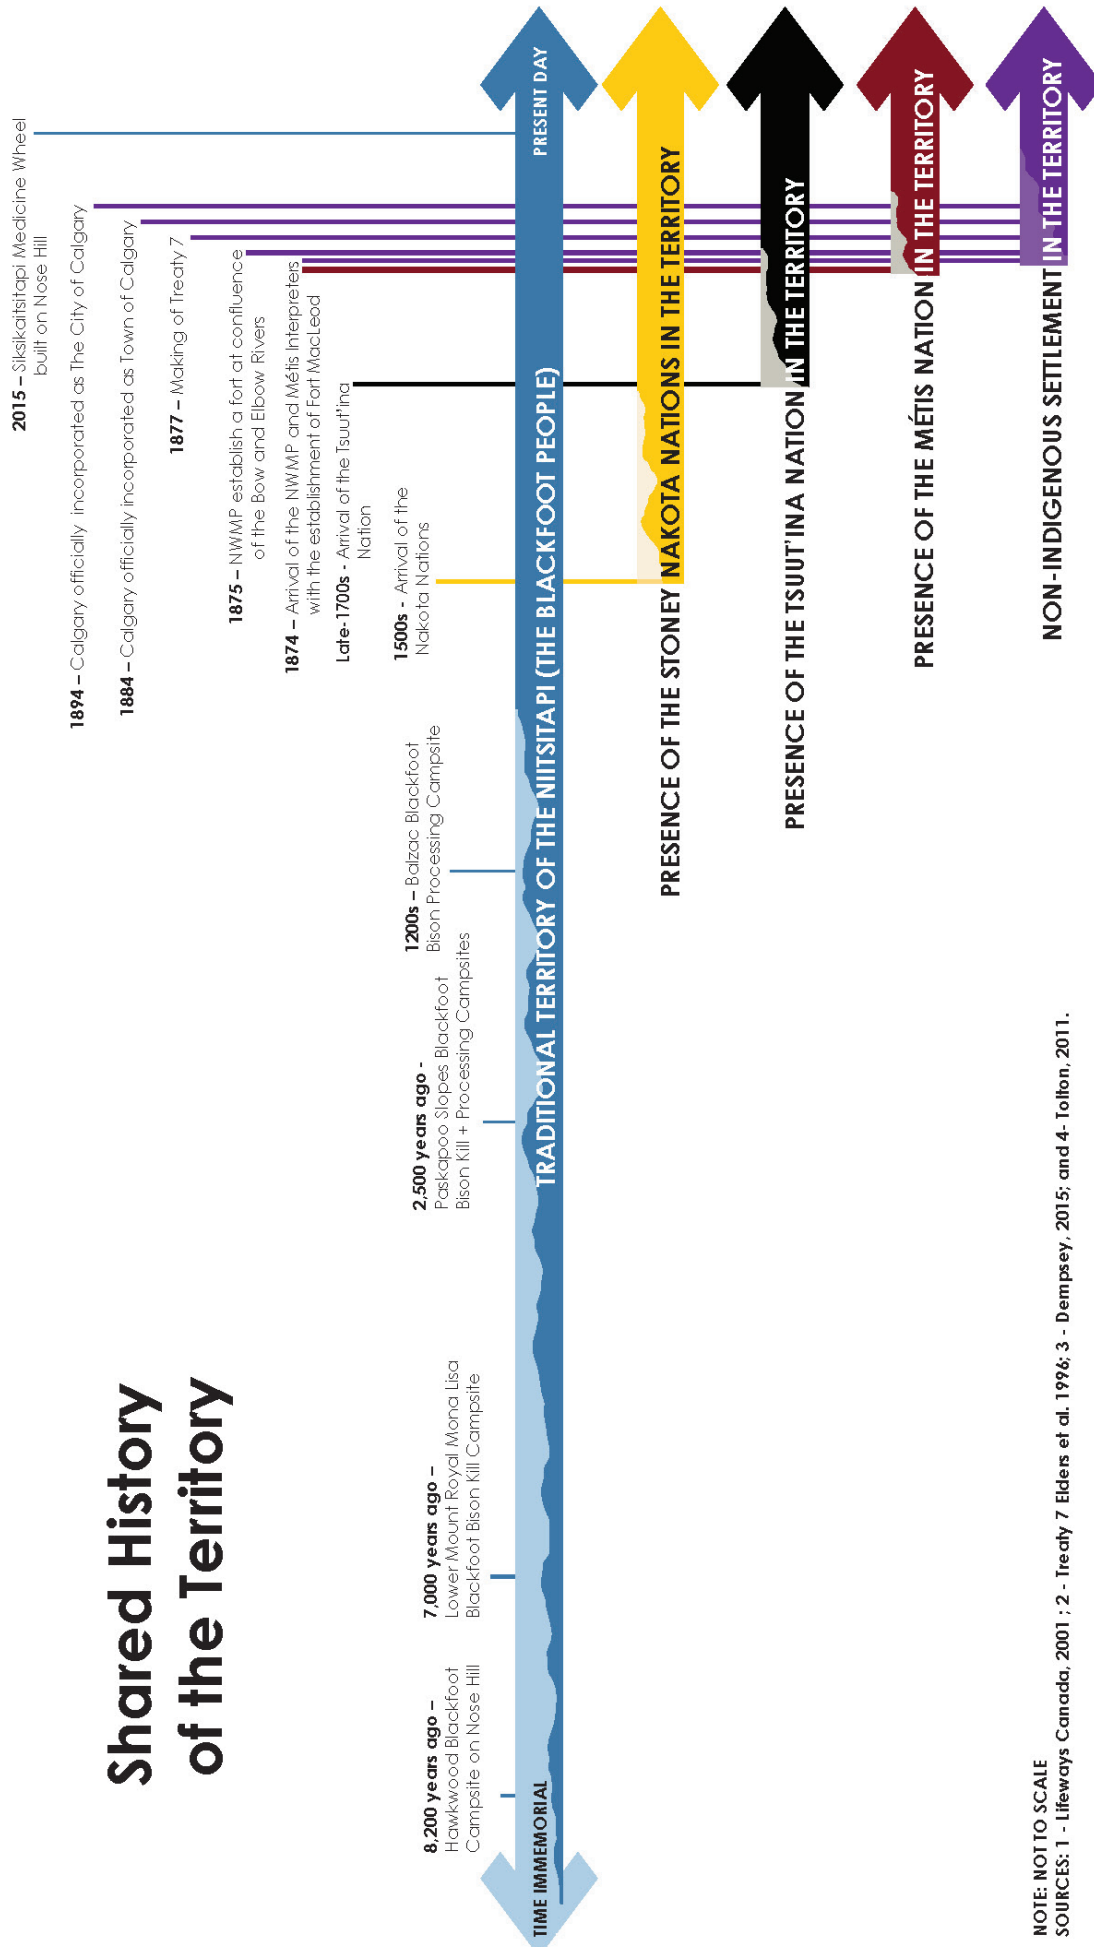 Shared History
of the Territory
8,200 years ago –
Hawkwood Blackfoot
Campsite on Nose Hill
7,000 years ago –
Lower Mount Royal Mona Lisa
Blackfoot Bison Kill Campsite
2,500 years ago -
Paskapoo Slopes Blackfoot
Bison Kill + Processing Campsites
1200s – Balzac Blackfoot
Bison Processing Campsite
1500s - Arrival of the
Nakota Nations
Late-1700s - Arrival of the Tsuut'ina
Nation
1874 – Arrival of the NWMP and Métis Interpreters
with the establishment of Fort MacLeod
1875 – NWMP establish a fort at confluence
of the Bow and Elbow Rivers
1877 – Making of Treaty 7
1884 – Calgary officially incorporated as Town of Calgary
1894 – Calgary officially incorporated as The City of Calgary
2015 – Siksikaitsitapi Medicine Wheel
built on Nose Hill
TIME IMMEMORIAL
TRADITIONAL TERRITORY OF THE NIITSITAPI (THE BLACKFOOT PEOPLE)
PRESENT DAY
PRESENCE OF THE STONEY NAKOTA NATIONS IN THE TERRITORY
PRESENCE OF THE TSUUT'INA NATION IN THE TERRITORY
PRESENCE OF THE MÉTIS NATION IN THE TERRITORY
NON-INDIGENOUS SETTLEMENT IN THE TERRITORY
NOTE: NOT TO SCALE
SOURCES: 1 - Lifeways Canada, 2001 ; 2 - Treaty 7 Elders et al. 1996; 3 - Dempsey, 2015; and 4- Tolton, 2011.